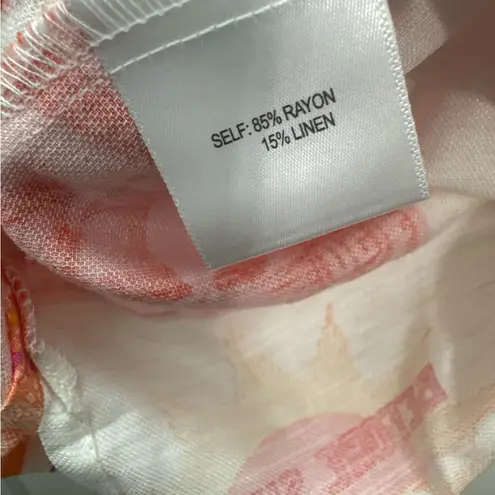 SELF: 85% RAYON
15% LINEN